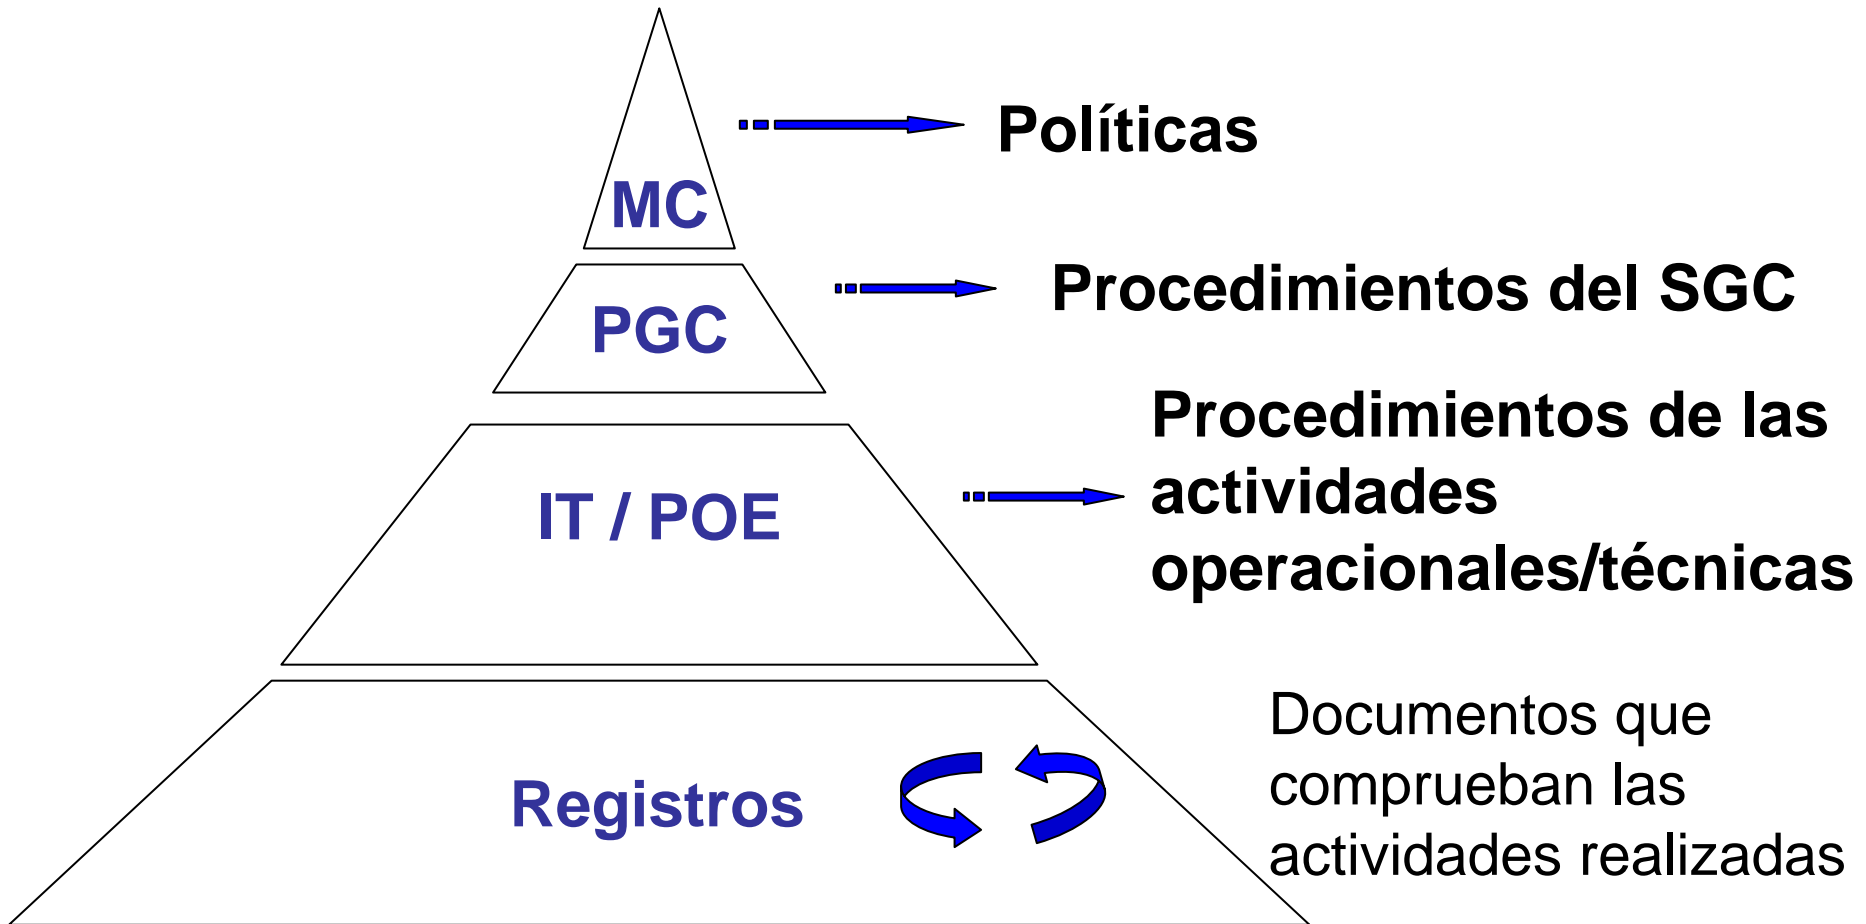 Políticas
MC
Procedimientos del SGC
PGC
Procedimientos de las
actividades
operacionales/técnicas
IT / POE
Documentos que
comprueban las
actividades realizadas
Registros